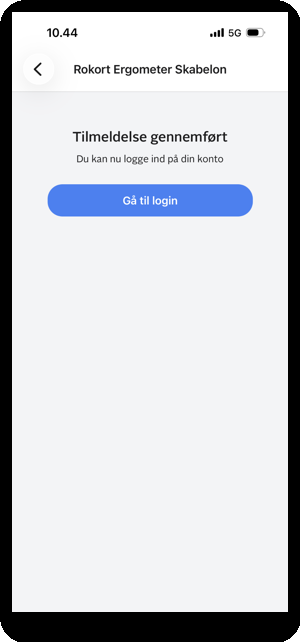 10.44
5G
Rokort Ergometer Skabelon
Tilmeldelse gennemført
Du kan nu logge ind på din konto
Gå til login